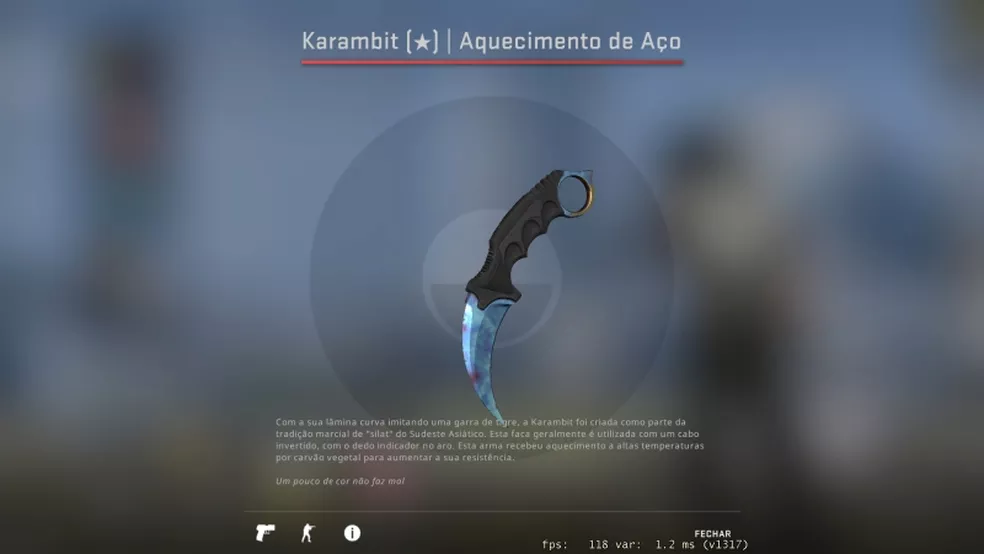 Karambit (★) | Aquecimento de Aço
Com a sua lâmina curva imitando uma garra de tigre, a Karambit foi criada como parte da
tradição marcial de "silat" do Sudeste Asiático. Esta faca geralmente é utilizada com um cabo
invertido, com o dedo indicador no aro. Esta arma recebeu aquecimento a altas temperaturas
por carvão vegetal para aumentar a sua resistência.
Um pouco de cor não faz mal
FECHAR
fps: 118 var: 1.2 ms (v1317)